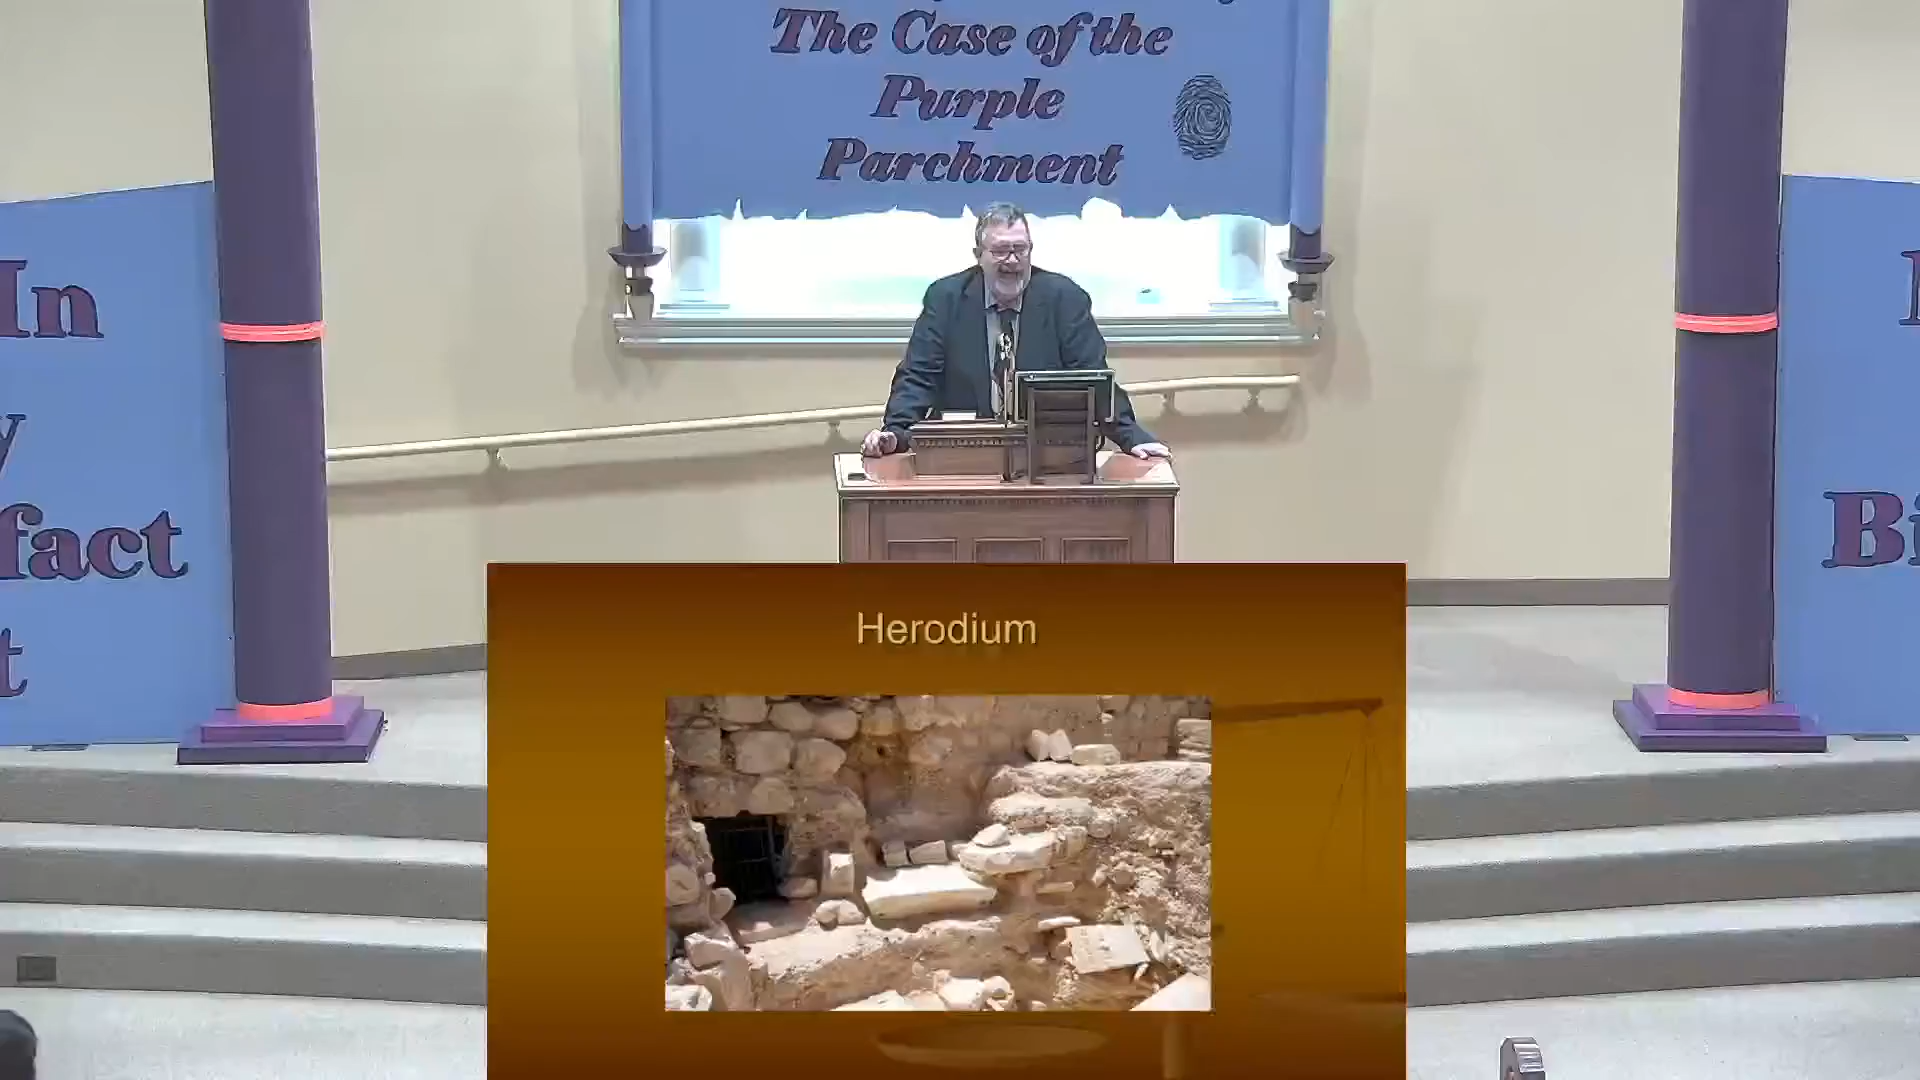 The Case of the
Purple
Parchment
In
y
fact
t
Bi
Herodium